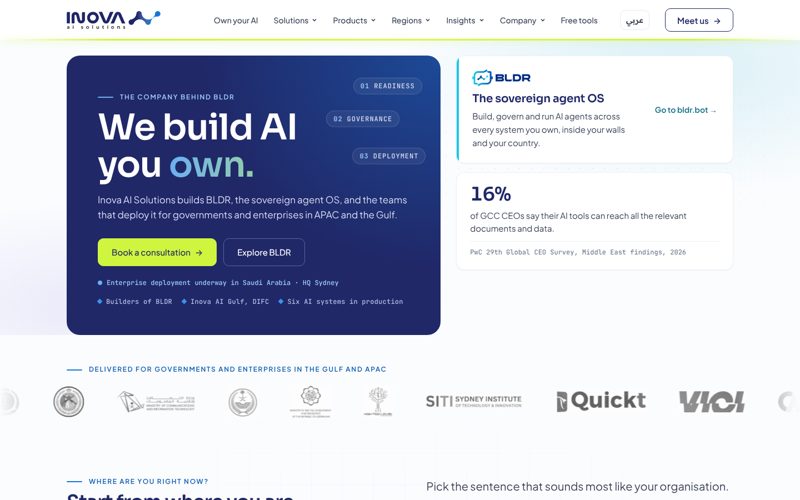 INOVA
ai solutions
Own your AI
Solutions
Products
Regions
Insights
Company
Free tools
عربي
Meet us →
THE COMPANY BEHIND BLDR
We build AI
you own.
Inova AI Solutions builds BLDR, the sovereign agent OS, and the teams
that deploy it for governments and enterprises in APAC and the Gulf.
Book a consultation →
Explore BLDR
Enterprise deployment underway in Saudi Arabia · HQ Sydney
Builders of BLDR
Inova AI Gulf, DIFC
Six AI systems in production
01 READINESS
02 GOVERNANCE
03 DEPLOYMENT
BLDR
The sovereign agent OS
Build, govern and run AI agents across
every system you own, inside your walls
and your country.
Go to bldr.bot →
16%
of GCC CEOs say their AI tools can reach all the relevant
documents and data.
PwC 29th Global CEO Survey, Middle East findings, 2026
DELIVERED FOR GOVERNMENTS AND ENTERPRISES IN THE GULF AND APAC
SITI SYDNEY INSTITUTE
OF TECHNOLOGY & INNOVATION
Quickt
VICI
WHERE ARE YOU RIGHT NOW?
Start from where you are
Pick the sentence that sounds most like your organisation.